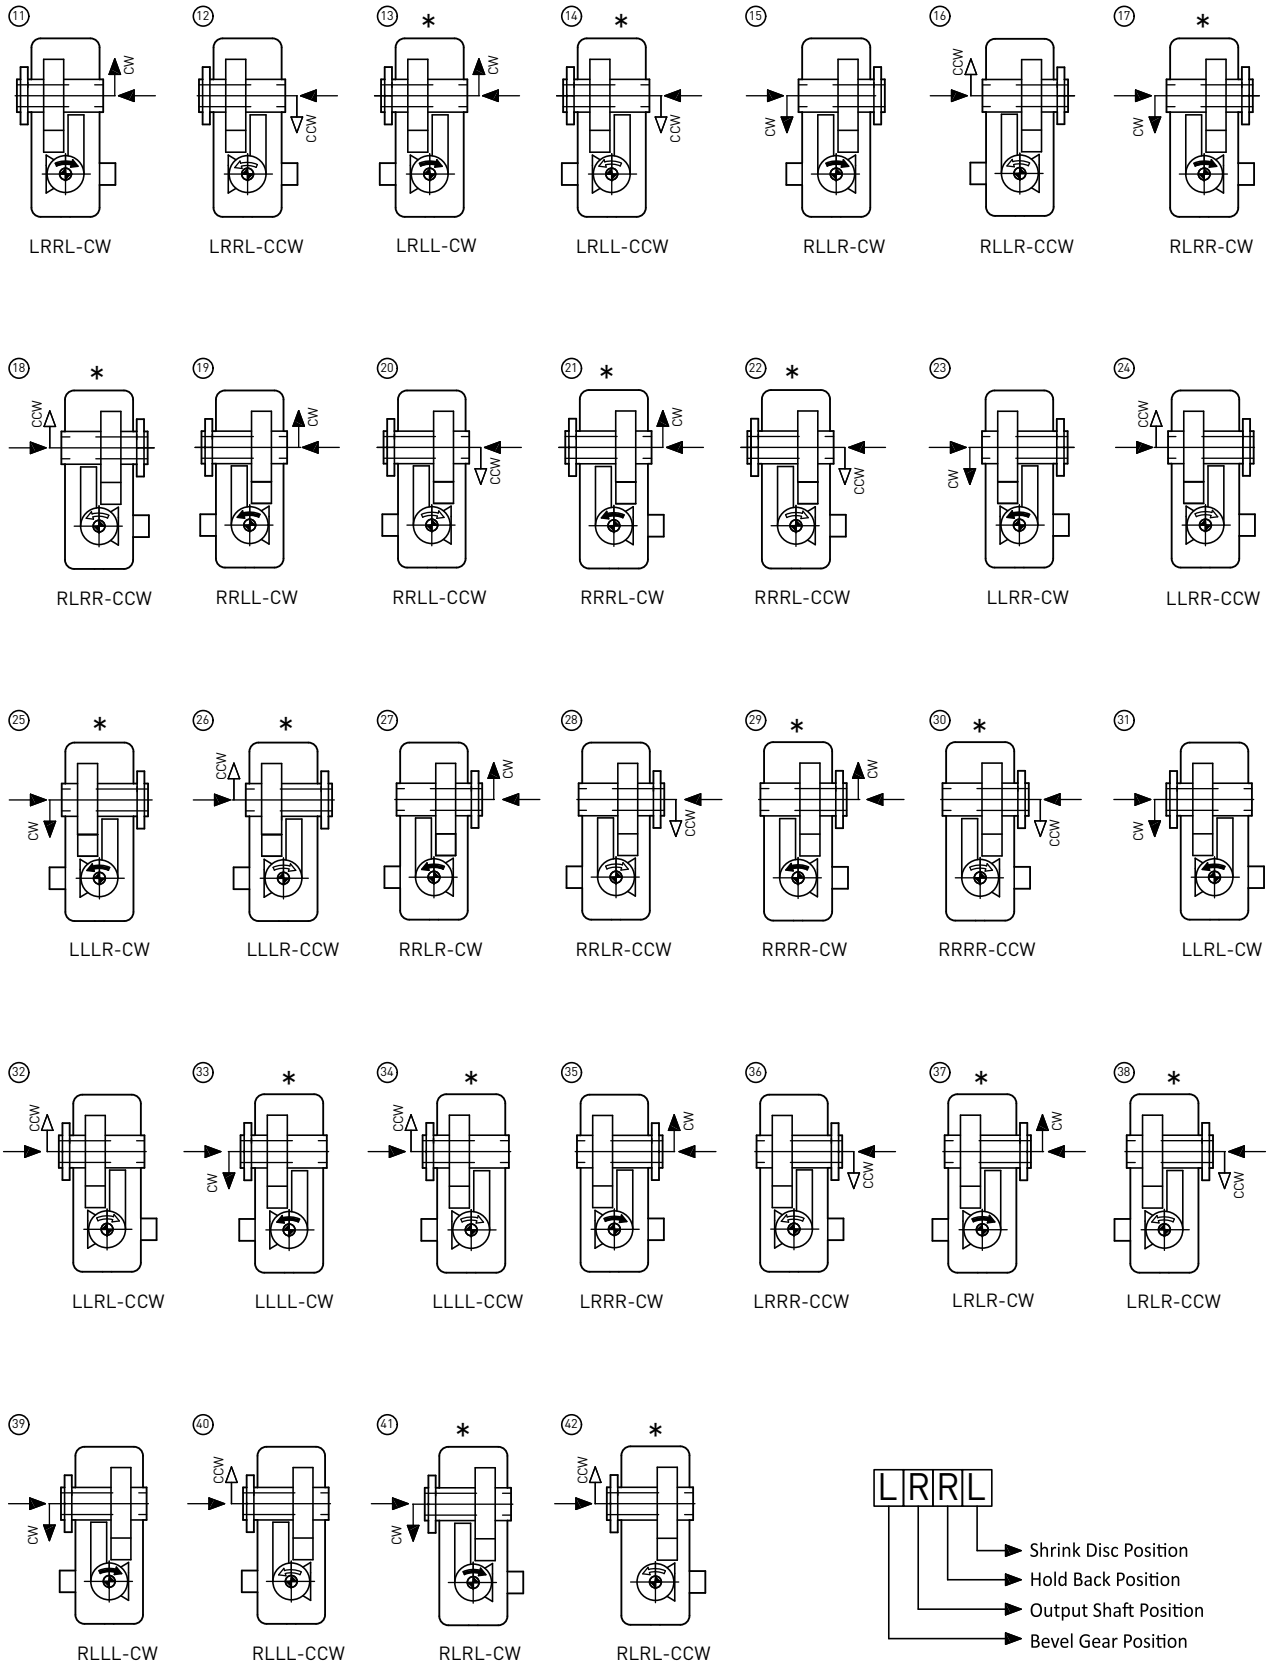 11 12 13 * 14 * 15 16 17 *
CW CCW CW CCW CW CCW CW
LRRL-CW LRRL-CCW LRLL-CW LRLL-CCW RLLR-CW RLLR-CCW RLRR-CW
18 * 19 20 21 * 22 * 23 24
CCW CW CCW CW CCW CW CCW
RLRR-CCW RRLL-CW RRLL-CCW RRRL-CW RRRL-CCW LLRR-CW LLRR-CCW
25 * 26 * 27 28 29 * 30 * 31
CW CCW CW CCW CW CCW CW
LLLR-CW LLLR-CCW RRLR-CW RRLR-CCW RRRR-CW RRRR-CCW LLRL-CW
32 33 * 34 * 35 36 37 * 38 *
CCW CW CCW CW CCW CW CCW
LLRL-CCW LLLL-CW LLLL-CCW LRRR-CW LRRR-CCW LRLR-CW LRLR-CCW
39 40 41 * 42 *
CW CCW CW CCW
RLLL-CW RLLL-CCW RLRL-CW RLRL-CCW
LRRL
Shrink Disc Position
Hold Back Position
Output Shaft Position
Bevel Gear Position